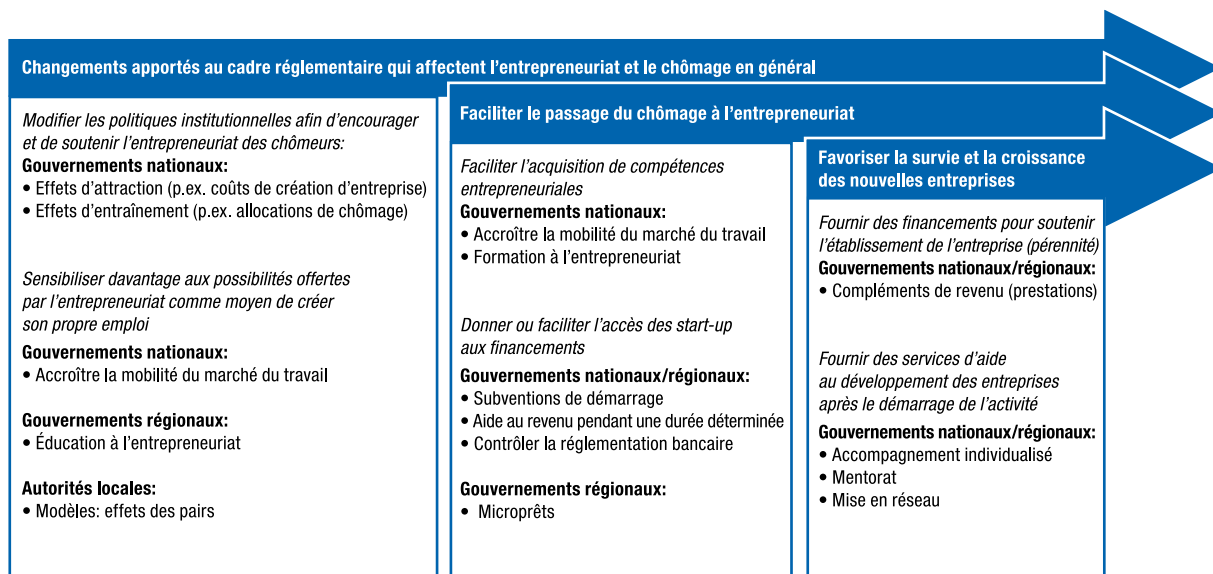 Changements apportés au cadre réglementaire qui affectent l'entrepreneuriat et le chômage en général
Modifier les politiques institutionnelles afin d'encourager
et de soutenir l'entrepreneuriat des chômeurs:
Gouvernements nationaux:
• Effets d'attraction (p.ex. coûts de création d'entreprise)
• Effets d'entraînement (p.ex. allocations de chômage)
Sensibiliser davantage aux possibilités offertes
par l'entrepreneuriat comme moyen de créer
son propre emploi
Gouvernements nationaux:
• Accroître la mobilité du marché du travail
Gouvernements régionaux:
• Éducation à l'entrepreneuriat
Autorités locales:
• Modèles: effets des pairs
Faciliter le passage du chômage à l'entrepreneuriat
Faciliter l'acquisition de compétences
entrepreneuriales
Gouvernements nationaux:
• Accroître la mobilité du marché du travail
• Formation à l'entrepreneuriat
Donner ou faciliter l'accès des start-up
aux financements
Gouvernements nationaux/régionaux:
• Subventions de démarrage
• Aide au revenu pendant une durée déterminée
• Contrôler la réglementation bancaire
Gouvernements régionaux:
• Microprêts
Favoriser la survie et la croissance
des nouvelles entreprises
Fournir des financements pour soutenir
l'établissement de l'entreprise (pérennité)
Gouvernements nationaux/régionaux:
• Compléments de revenu (prestations)
Fournir des services d'aide
au développement des entreprises
après le démarrage de l'activité
Gouvernements nationaux/régionaux:
• Accompagnement individualisé
• Mentorat
• Mise en réseau